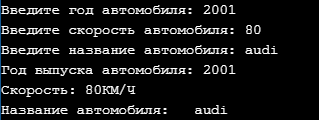 Введите год автомобиля: 2001
Введите скорость автомобиля: 80
Введите название автомобиля: audi
Год выпуска автомобиля: 2001
Скорость: 80КМ/Ч
Название автомобиля:   audi